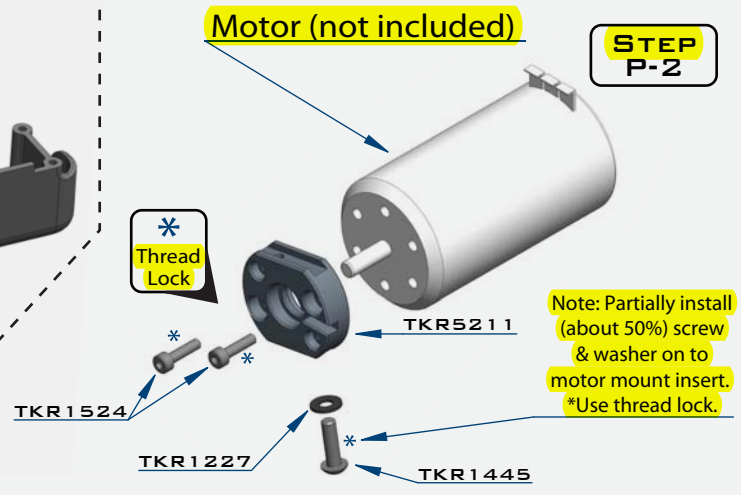 Motor (not included)
STEP
P-2
*
Thread
Lock
TKR5211
Note: Partially install
(about 50%) screw
& washer on to
motor mount insert.
*Use thread lock.
*
*
TKR1524
*
TKR1227
TKR1445